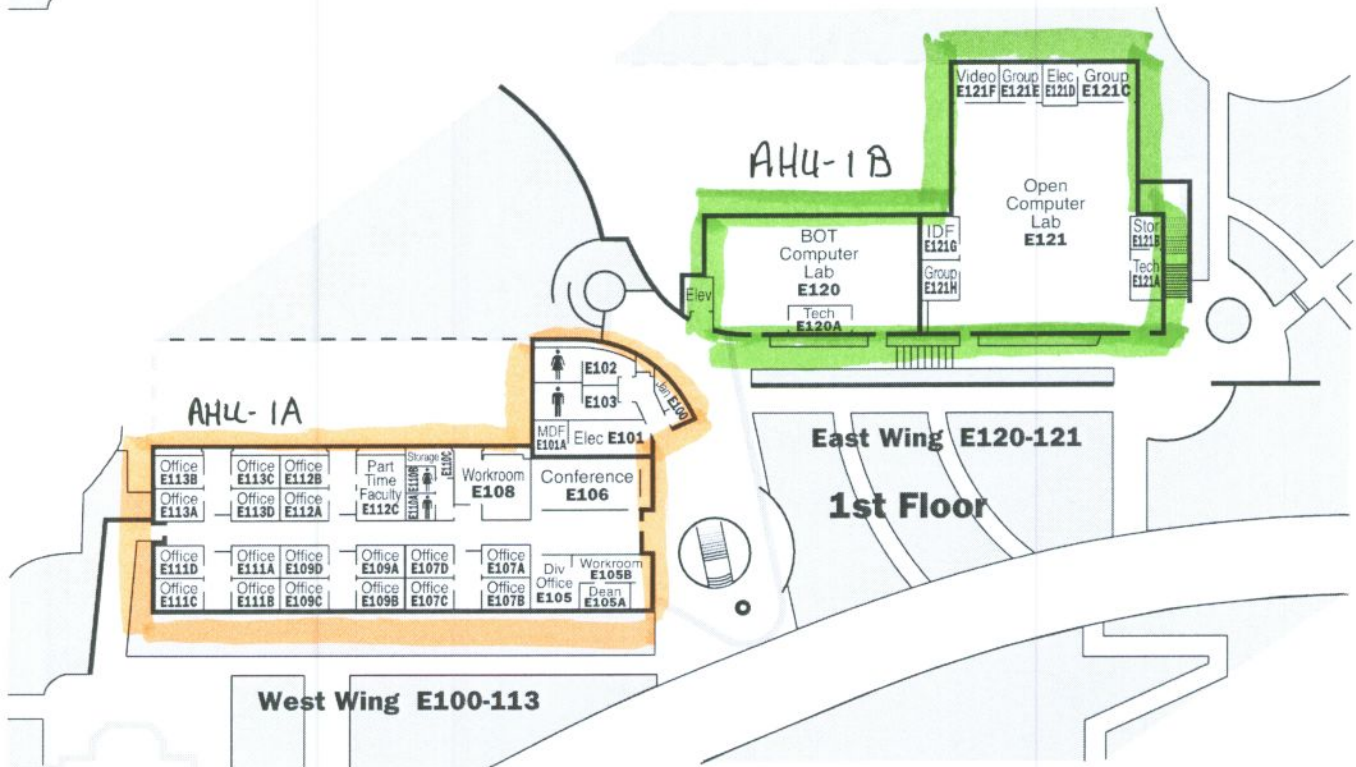 Video
E121F
Group
E121E
Elec
E121D
Group
E121C
AHU-1B
Open
Computer
Lab
E121
BOT
Computer
Lab
E120
IDF
E121G
Group
E121H
Stor
E121B
Tech
E121A
Elev
Tech
E120A
E102
E103
Jan E100
MDF
E101A
Elec E101
AHU-1A
East Wing E120-121
1st Floor
Office
E113B
Office
E113C
Office
E112B
Part
Time
Faculty
E112C
Storage
E110B
E110C
E110A
Workroom
E108
Conference
E106
Office
E113A
Office
E113D
Office
E112A
Office
E111D
Office
E111A
Office
E109D
Office
E109A
Office
E107D
Office
E107A
Div
Office
E105
Workroom
E105B
Dean
E105A
Office
E111C
Office
E111B
Office
E109C
Office
E109B
Office
E107C
Office
E107B
West Wing E100-113